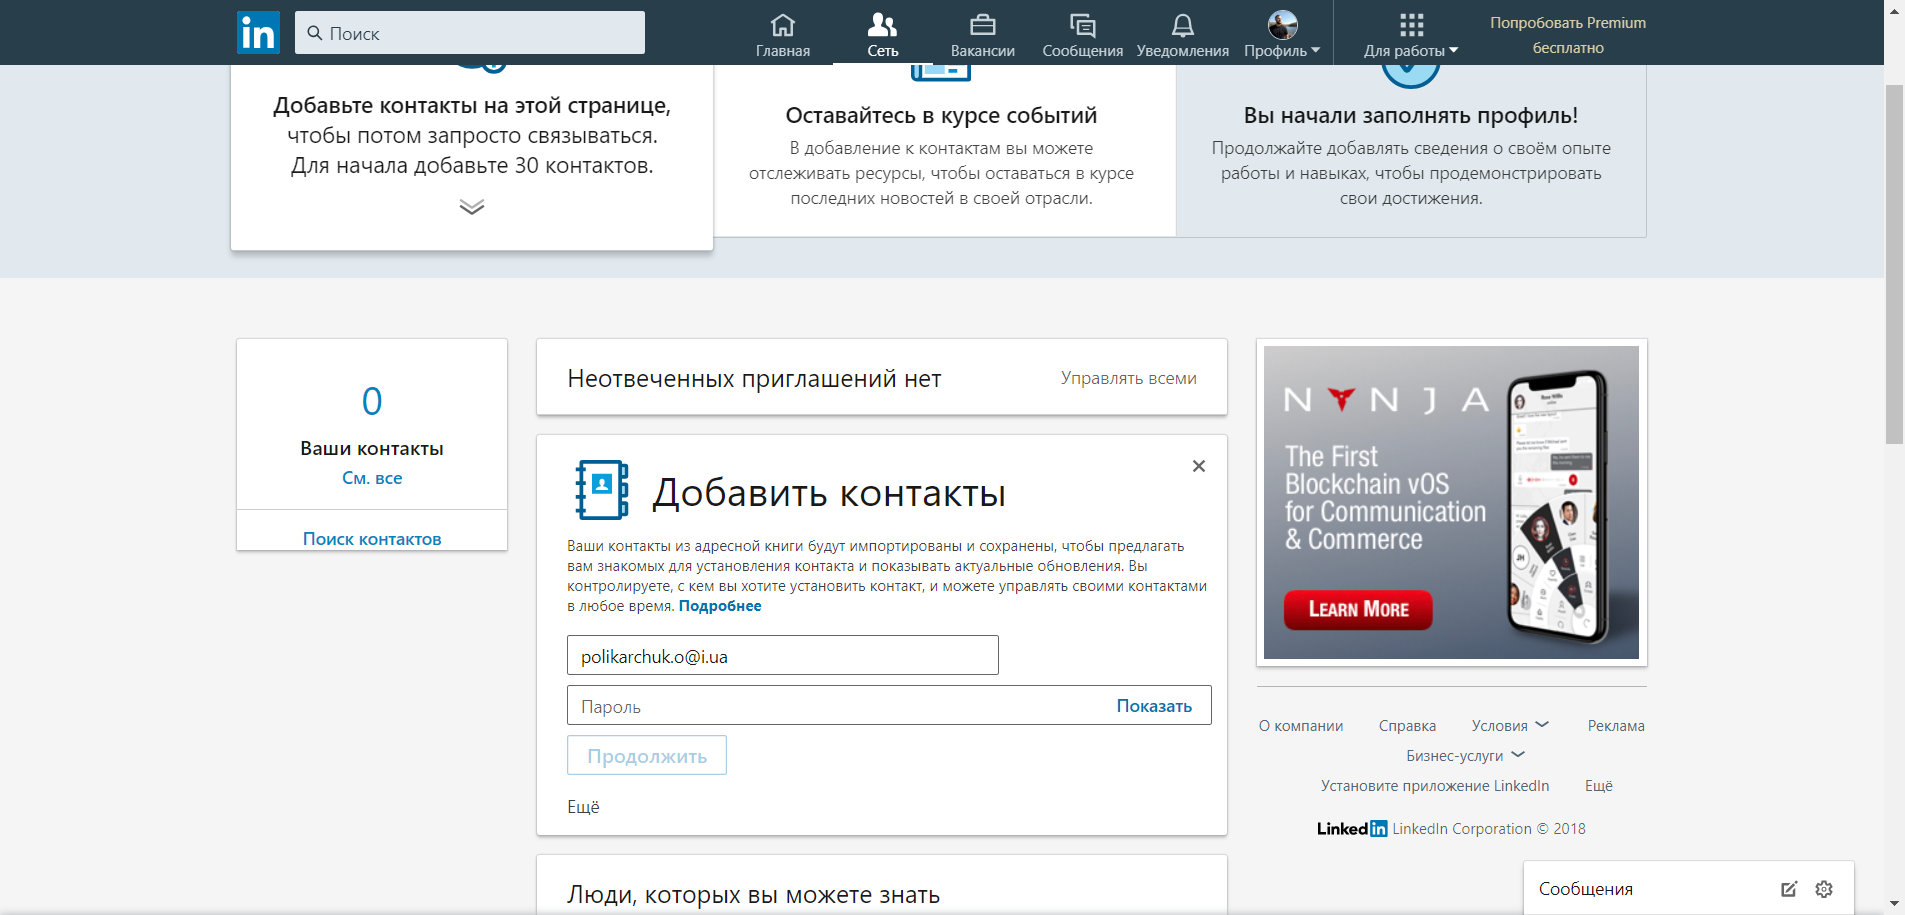 in
Поиск
Главная
Сеть
Вакансии
Сообщения
Уведомления
Профиль
Для работы
Попробовать Premium
бесплатно
Добавьте контакты на этой странице,
чтобы потом запросто связываться.
Для начала добавьте 30 контактов.
Оставайтесь в курсе событий
В добавление к контактам вы можете
отслеживать ресурсы, чтобы оставаться в курсе
последних новостей в своей отрасли.
Вы начали заполнять профиль!
Продолжайте добавлять сведения о своём опыте
работы и навыках, чтобы продемонстрировать
свои достижения.
0
Ваши контакты
См. все
Поиск контактов
Неотвеченных приглашений нет
Управлять всеми
Добавить контакты
Ваши контакты из адресной книги будут импортированы и сохранены, чтобы предлагать
вам знакомых для установления контакта и показывать актуальные обновления. Вы
контролируете, с кем вы хотите установить контакт, и можете управлять своими контактами
в любое время. Подробнее
polikarchuk.o@i.ua
Пароль
Показать
Продолжить
Ещё
Люди, которых вы можете знать
NYNJA
The First
Blockchain vOS
for Communication
& Commerce
LEARN MORE
О компании
Справка
Условия
Реклама
Бизнес-услуги
Установите приложение LinkedIn
Ещё
Linked in LinkedIn Corporation © 2018
Сообщения